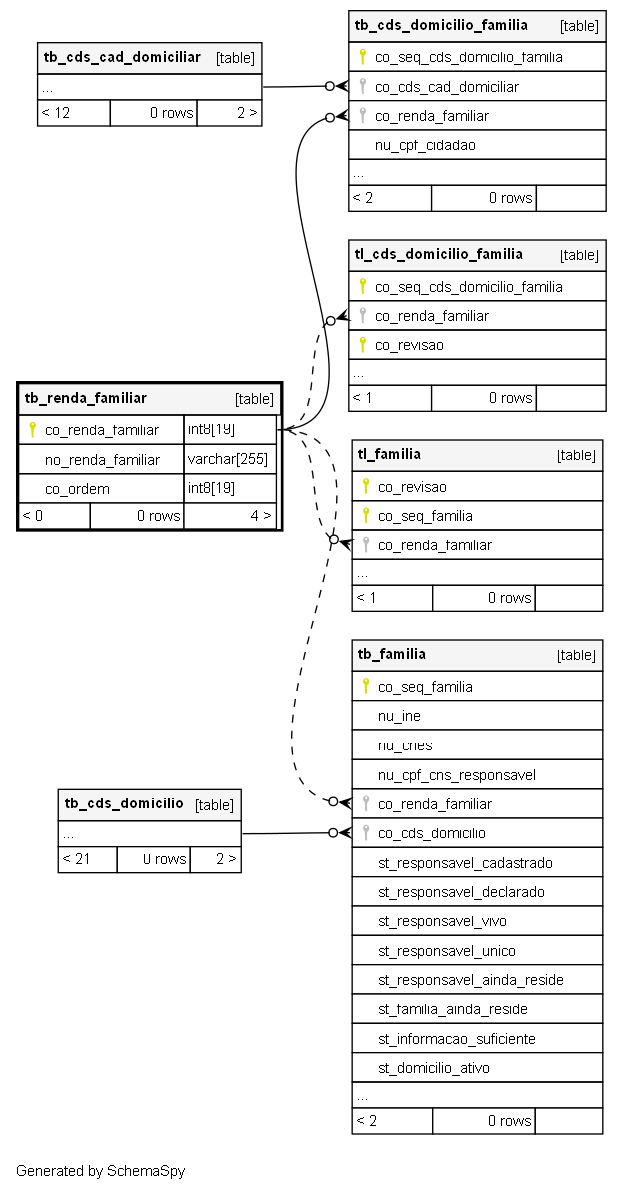 tb_cds_domicilio_familia [table]
co_seq_cds_domicilio_familia
co_cds_cad_domiciliar
co_renda_familiar
nu_cpf_cidadao
...
< 2 0 rows
tb_cds_cad_domiciliar [table]
...
< 12 0 rows 2 >
tl_cds_domicilio_familia [table]
co_seq_cds_domicilio_familia
co_renda_familiar
co_revisao
...
< 1 0 rows
tb_renda_familiar [table]
co_renda_familiar int8[19]
no_renda_familiar varchar[255]
co_ordem int8[19]
< 0 0 rows 4 >
tl_familia [table]
co_revisao
co_seq_familia
co_renda_familiar
...
< 1 0 rows
tb_familia [table]
co_seq_familia
nu_ine
nu_cnes
nu_cpf_cns_responsavel
co_renda_familiar
co_cds_domicilio
st_responsavel_cadastrado
st_responsavel_declarado
st_responsavel_vivo
st_responsavel_unico
st_responsavel_ainda_reside
st_familia_ainda_reside
st_informacao_suficiente
st_domicilio_ativo
...
< 2 0 rows
tb_cds_domicilio [table]
...
< 21 0 rows 2 >
Generated by SchemaSpy